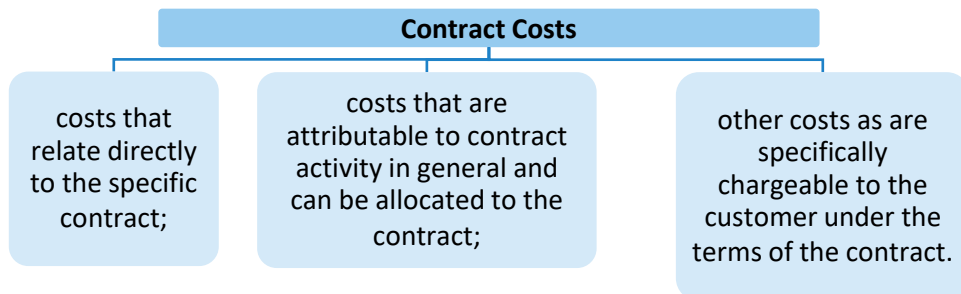 Contract Costs
costs that
relate directly
to the specific
contract;
costs that are
attributable to contract
activity in general and
can be allocated to the
contract;
other costs as are
specifically
chargeable to the
customer under the
terms of the contract.